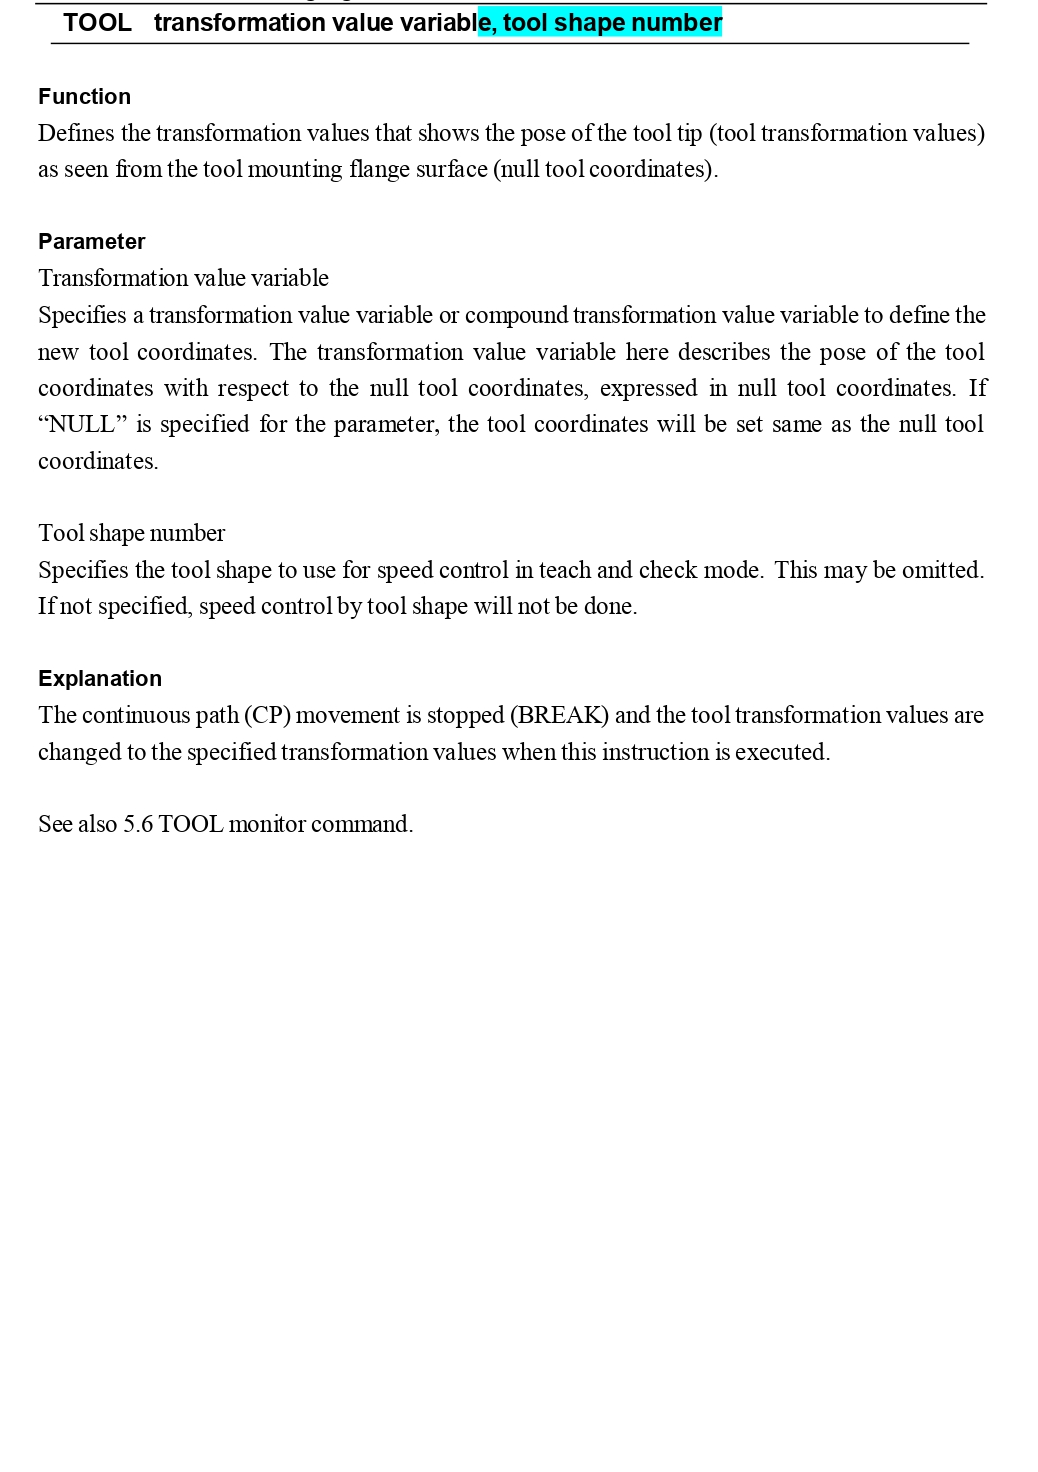 TOOL transformation value variable, tool shape number
Function
Defines the transformation values that shows the pose of the tool tip (tool transformation values)
as seen from the tool mounting flange surface (null tool coordinates).
Parameter
Transformation value variable
Specifies a transformation value variable or compound transformation value variable to define the
new tool coordinates. The transformation value variable here describes the pose of the tool
coordinates with respect to the null tool coordinates, expressed in null tool coordinates. If
“NULL” is specified for the parameter, the tool coordinates will be set same as the null tool
coordinates.
Tool shape number
Specifies the tool shape to use for speed control in teach and check mode. This may be omitted.
If not specified, speed control by tool shape will not be done.
Explanation
The continuous path (CP) movement is stopped (BREAK) and the tool transformation values are
changed to the specified transformation values when this instruction is executed.
See also 5.6 TOOL monitor command.